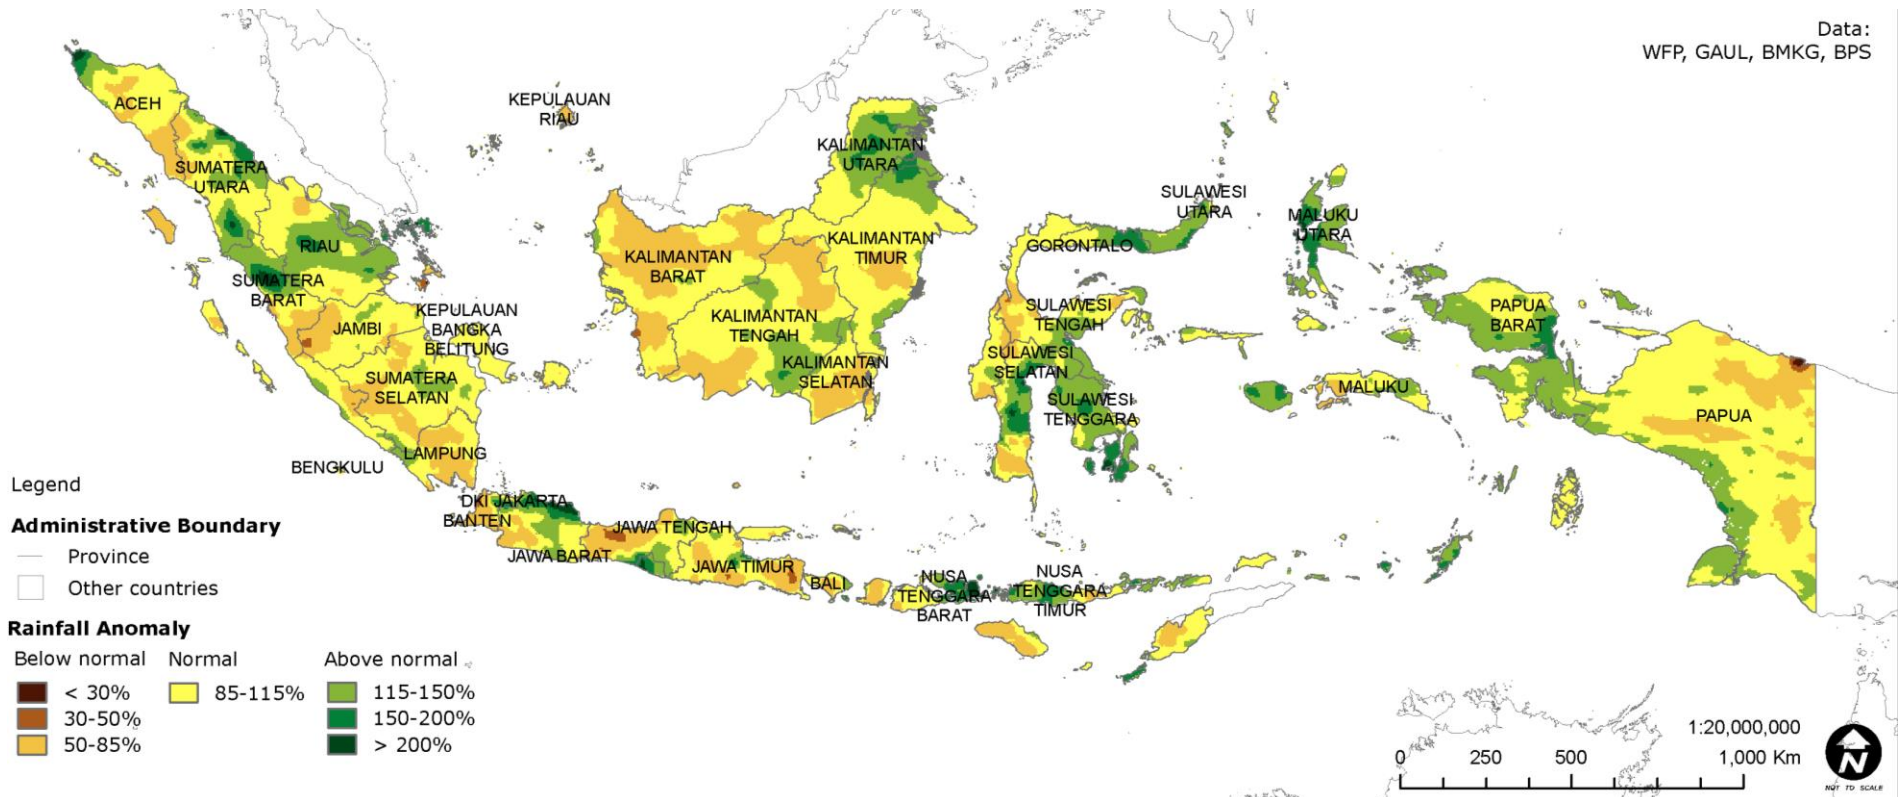 Data:
WFP, GAUL, BMKG, BPS
ACEH
KEPULAUAN
RIAU
SUMATERA
UTARA
KALIMANTAN
UTARA
SULAWESI
UTARA
MALUKU
UTARA
RIAU
KALIMANTAN
BARAT
KALIMANTAN
TIMUR
GORONTALO
SUMATERA
BARAT
KEPULAUAN
BANGKA
BELITUNG
JAMBI
KALIMANTAN
TENGAH
SULAWESI
TENGAH
PAPUA
BARAT
SUMATERA
SELATAN
KALIMANTAN
SELATAN
SULAWESI
SELATAN
SULAWESI
TENGGARA
MALUKU
PAPUA
BENGKULU
LAMPUNG
DKI JAKARTA
BANTEN
JAWA TENGAH
JAWA BARAT
JAWA TIMUR
BALI
NUSA
TENGGARA
BARAT
NUSA
TENGGARA
TIMUR
Legend
Administrative Boundary
Province
Other countries
Rainfall Anomaly
Below normal Normal Above normal
< 30% 85-115% 115-150%
30-50% 150-200%
50-85% > 200%
1:20,000,000
0 250 500 1,000 Km
N
NOT TO SCALE